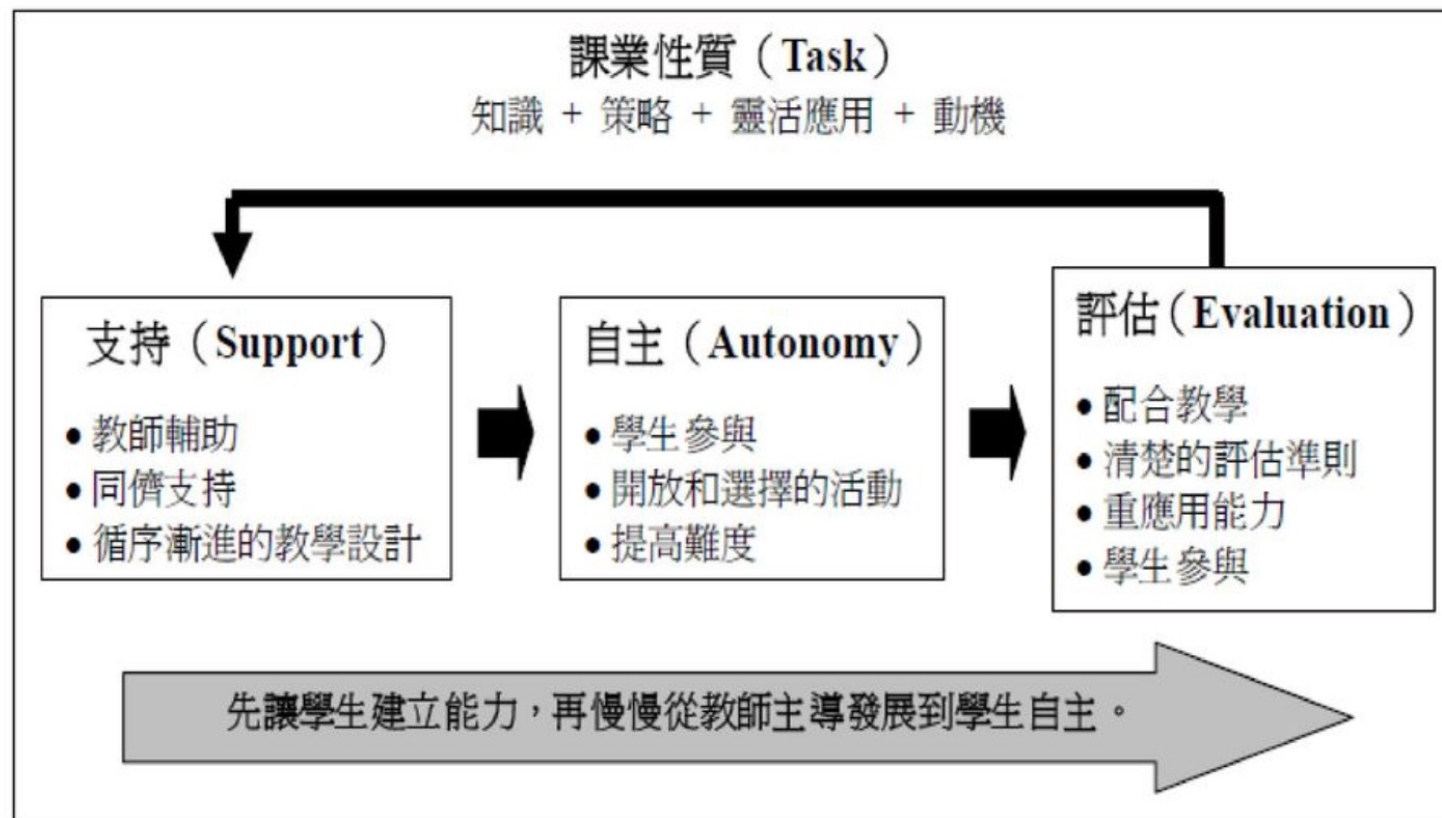 課業性質（Task）
知識 + 策略 + 靈活應用 + 動機
支持（Support）
● 教師輔助
● 同儕支持
● 循序漸進的教學設計
自主（Autonomy）
● 學生參與
● 開放和選擇的活動
● 提高難度
評估（Evaluation）
● 配合教學
● 清楚的評估準則
● 重應用能力
● 學生參與
先讓學生建立能力，再慢慢從教師主導發展到學生自主。